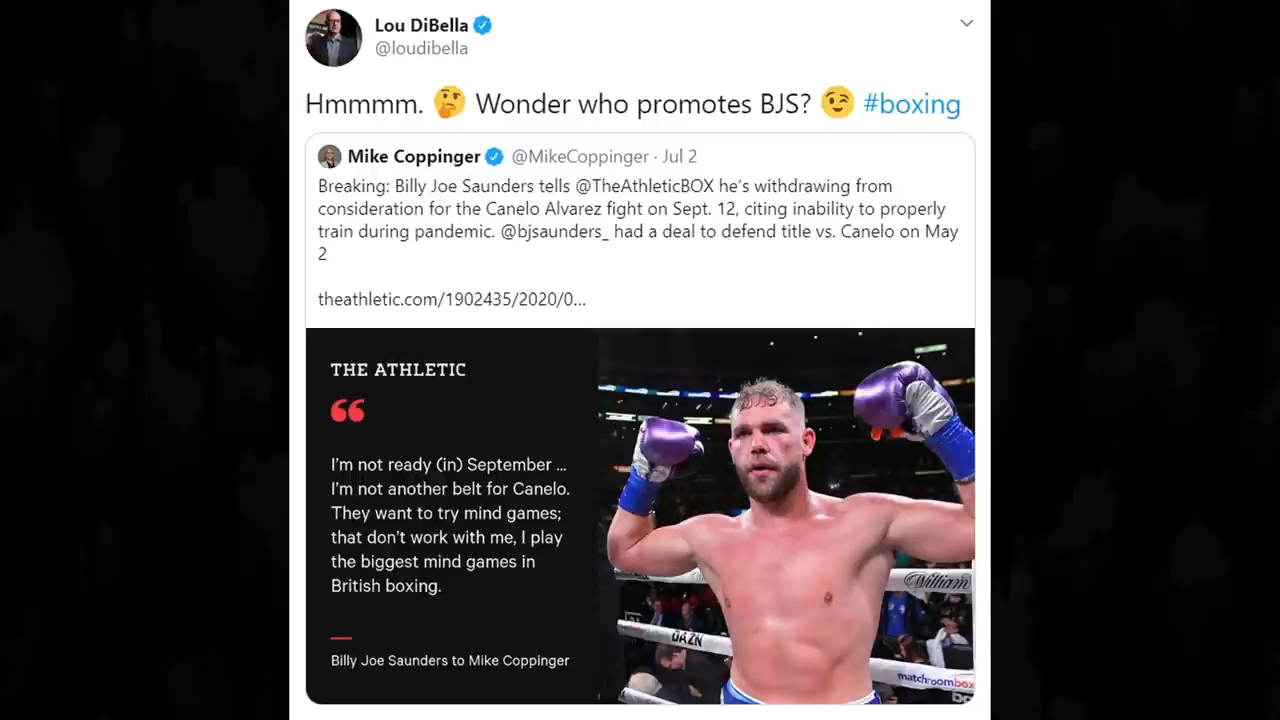 Lou DiBella
@loudibella
Hmmmm. 🤔 Wonder who promotes BJS? 😉 #boxing
Mike Coppinger @MikeCoppinger · Jul 2
Breaking: Billy Joe Saunders tells @TheAthleticBOX he's withdrawing from
consideration for the Canelo Alvarez fight on Sept. 12, citing inability to properly
train during pandemic. @bjsaunders_ had a deal to defend title vs. Canelo on May
2
theathletic.com/1902435/2020/0...
THE ATHLETIC
“
I'm not ready (in) September ...
I'm not another belt for Canelo.
They want to try mind games;
that don't work with me, I play
the biggest mind games in
British boxing.
Billy Joe Saunders to Mike Coppinger
William
DAZN
matchroombox